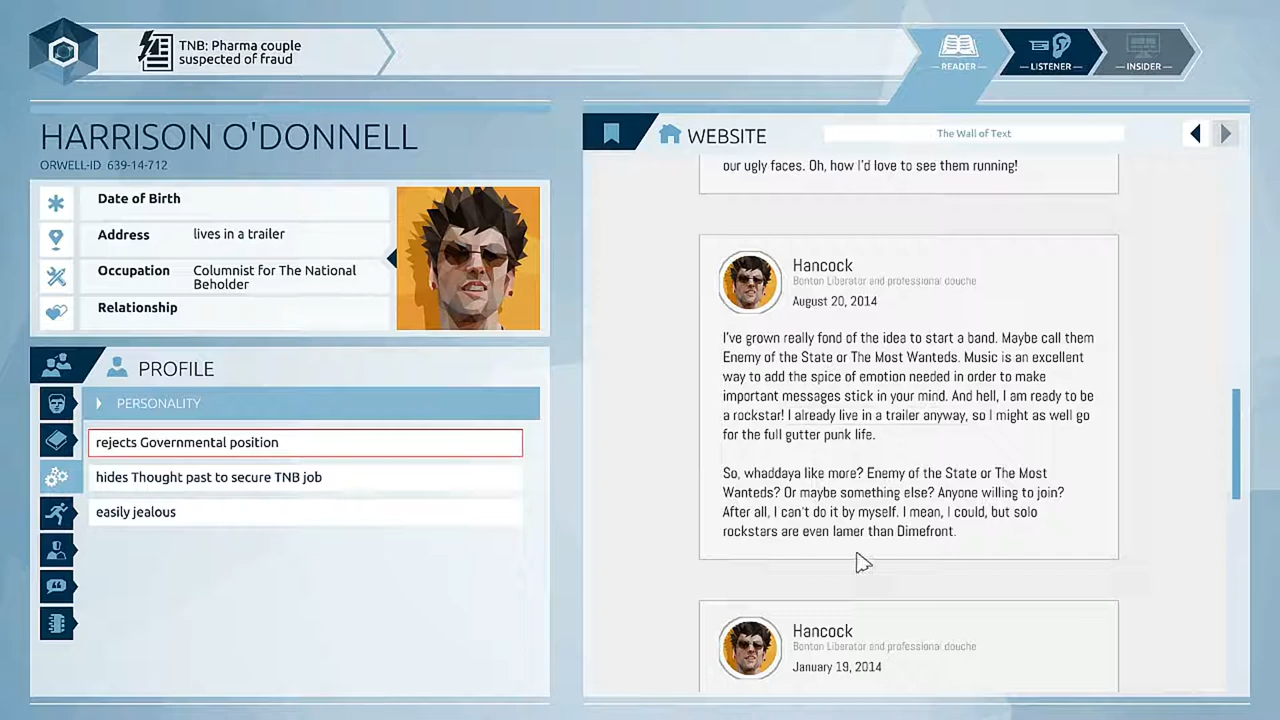 TNB: Pharma couple
suspected of fraud
READER
LISTENER
INSIDER
HARRISON O'DONNELL
ORWELL-ID 639-14-712
Date of Birth
Address lives in a trailer
Occupation Columnist for The National
Beholder
Relationship
PROFILE
PERSONALITY
rejects Governmental position
hides Thought past to secure TNB job
easily jealous
WEBSITE
The Wall of Text
our ugly faces. Oh, how I'd love to see them running!
Hancock
Bonton Liberator and professional douche
August 20, 2014
I've grown really fond of the idea to start a band. Maybe call them
Enemy of the State or The Most Wanteds. Music is an excellent
way to add the spice of emotion needed in order to make
important messages stick in your mind. And hell, I am ready to be
a rockstar! I already live in a trailer anyway, so I might as well go
for the full gutter punk life.
So, whaddaya like more? Enemy of the State or The Most
Wanteds? Or maybe something else? Anyone willing to join?
After all, I can't do it by myself. I mean, I could, but solo
rockstars are even lamer than Dimefront.
Hancock
Bonton Liberator and professional douche
January 19, 2014